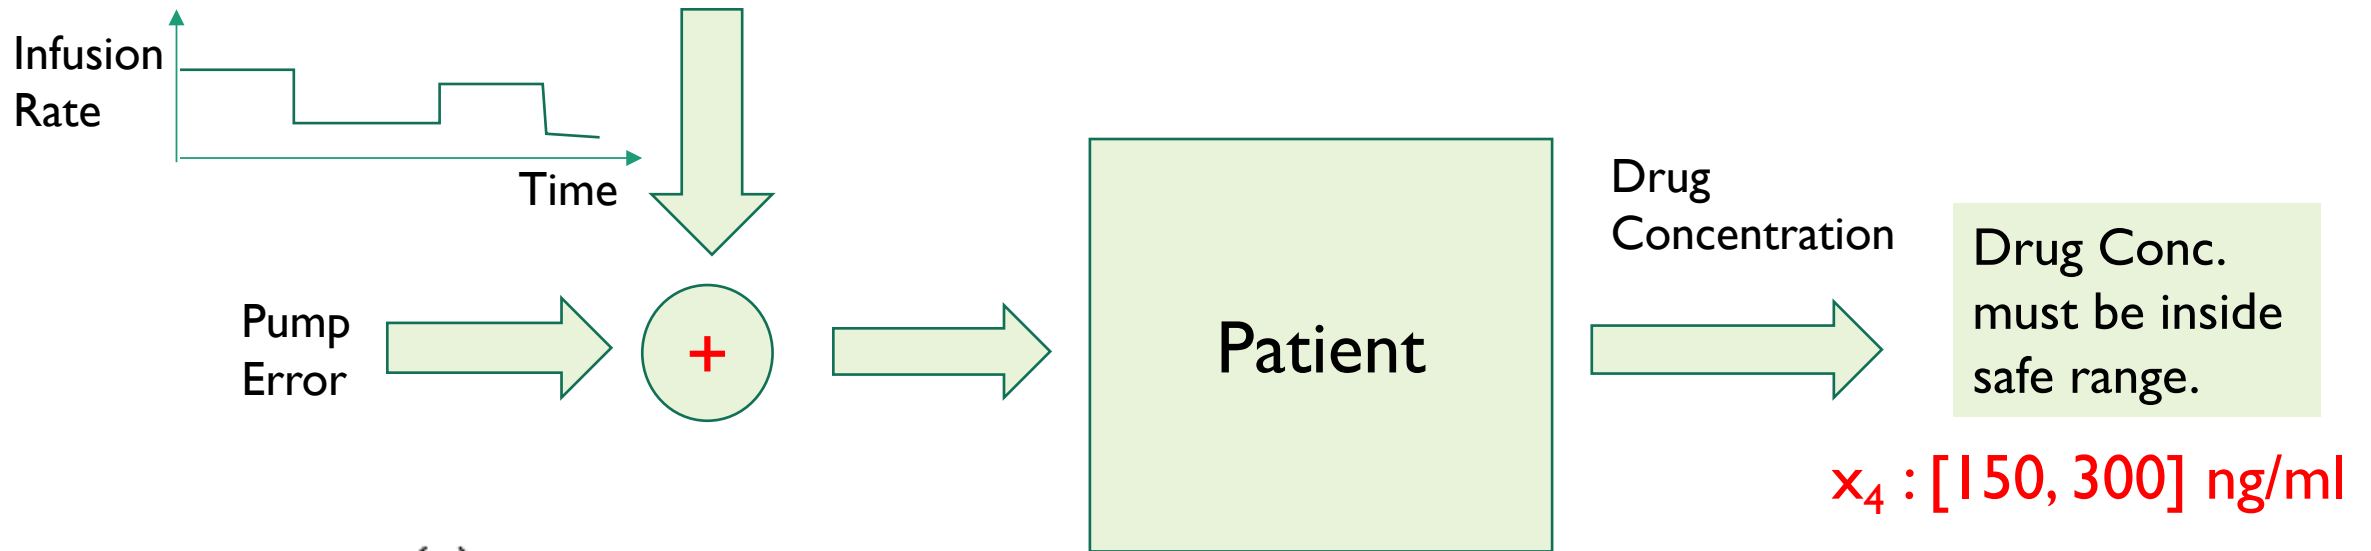 Infusion
Rate
Time
Pump
Error
+
Patient
Drug
Concentration
Drug Conc.
must be inside
safe range.
x₄ : [150, 300] ng/ml